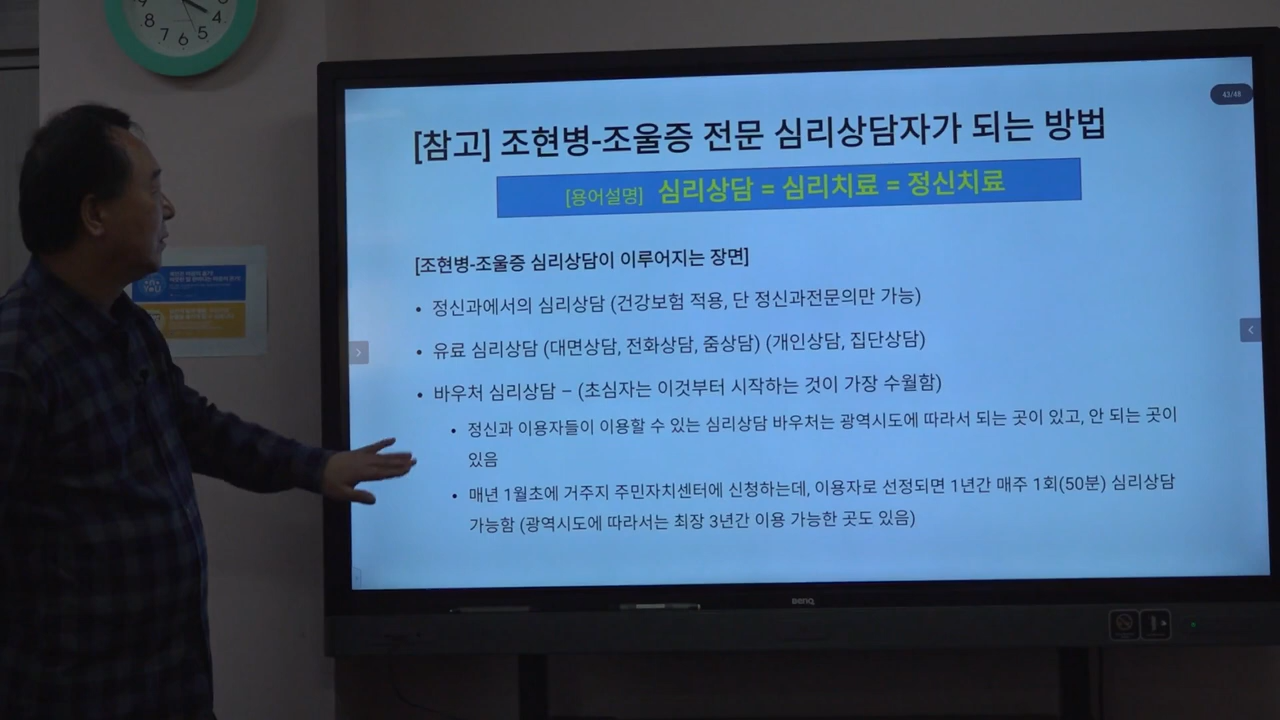 8
7
6
5
4
43/48
[참고] 조현병-조울증 전문 심리상담자가 되는 방법
[용어설명] 심리상담 = 심리치료 = 정신치료
[조현병-조울증 심리상담이 이루어지는 장면]
• 정신과에서의 심리상담 (건강보험 적용, 단 정신과전문의만 가능)
• 유료 심리상담 (대면상담, 전화상담, 줌상담) (개인상담, 집단상담)
• 바우처 심리상담 – (초심자는 이것부터 시작하는 것이 가장 수월함)
• 정신과 이용자들이 이용할 수 있는 심리상담 바우처는 광역시도에 따라서 되는 곳이 있고, 안 되는 곳이
있음
• 매년 1월초에 거주지 주민자치센터에 신청하는데, 이용자로 선정되면 1년간 매주 1회(50분) 심리상담
가능함 (광역시도에 따라서는 최장 3년간 이용 가능한 곳도 있음)
BenQ